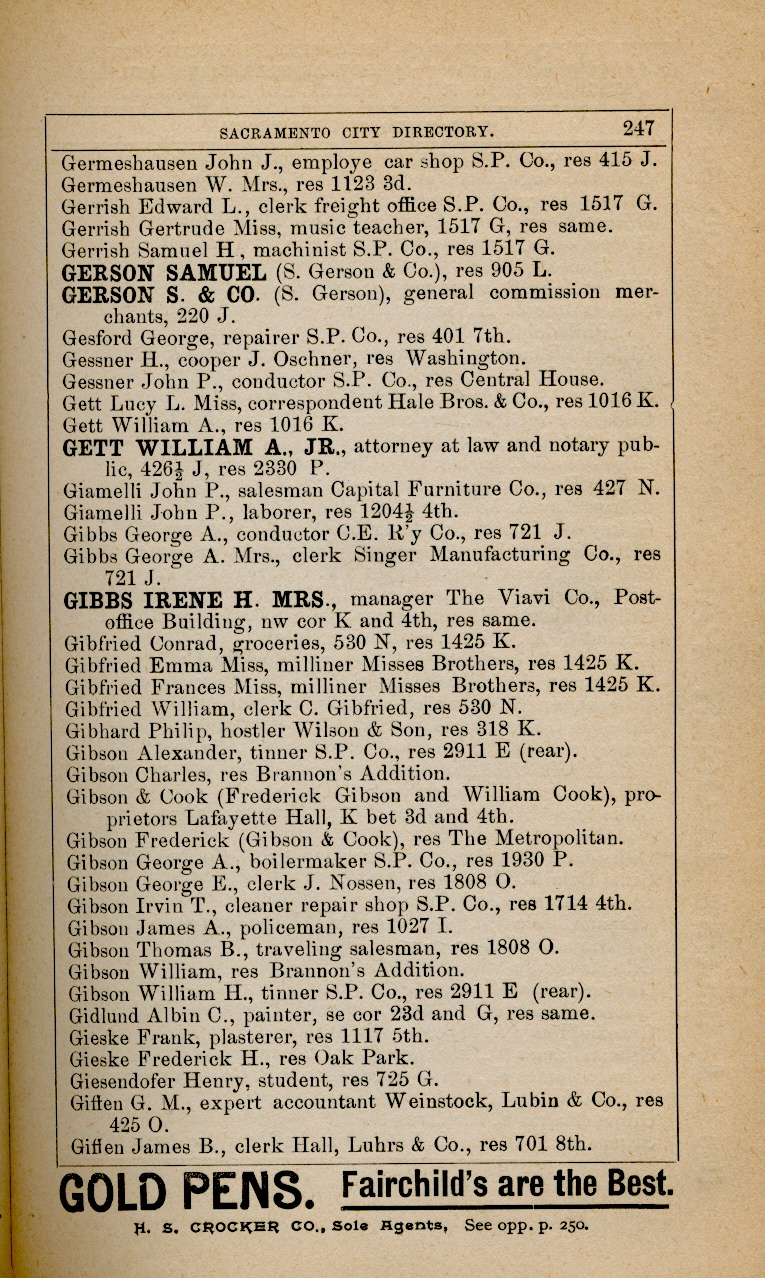 SACRAMENTO CITY DIRECTORY. 247
Germeshausen John J., employe car shop S.P. Co., res 415 J.
Germeshausen W. Mrs., res 1123 3d.
Gerrish Edward L., clerk freight office S.P. Co., res 1517 G.
Gerrish Gertrude Miss, music teacher, 1517 G, res same.
Gerrish Samuel H , machinist S.P. Co., res 1517 G.
GERSON SAMUEL (S. Gerson & Co.), res 905 L.
GERSON S. & CO. (S. Gerson), general commission mer-
chants, 220 J.
Gesford George, repairer S.P. Co., res 401 7th.
Gessner H., cooper J. Oschner, res Washington.
Gessner John P., conductor S.P. Co., res Central House.
Gett Lucy L. Miss, correspondent Hale Bros. & Co., res 1016 K.
Gett William A., res 1016 K.
GETT WILLIAM A., JR., attorney at law and notary pub-
lic, 426½ J, res 2330 P.
Giamelli John P., salesman Capital Furniture Co., res 427 N.
Giamelli John P., laborer, res 1204½ 4th.
Gibbs George A., conductor C.E. R'y Co., res 721 J.
Gibbs George A. Mrs., clerk Singer Manufacturing Co., res
721 J.
GIBBS IRENE H. MRS., manager The Viavi Co., Post-
office Building, nw cor K and 4th, res same.
Gibfried Conrad, groceries, 530 N, res 1425 K.
Gibfried Emma Miss, milliner Misses Brothers, res 1425 K.
Gibfried Frances Miss, milliner Misses Brothers, res 1425 K.
Gibfried William, clerk C. Gibfried, res 530 N.
Gibhard Philip, hostler Wilson & Son, res 318 K.
Gibson Alexander, tinner S.P. Co., res 2911 E (rear).
Gibson Charles, res Brannon's Addition.
Gibson & Cook (Frederick Gibson and William Cook), pro-
prietors Lafayette Hall, K bet 3d and 4th.
Gibson Frederick (Gibson & Cook), res The Metropolitan.
Gibson George A., boilermaker S.P. Co., res 1930 P.
Gibson George E., clerk J. Nossen, res 1808 O.
Gibson Irvin T., cleaner repair shop S.P. Co., res 1714 4th.
Gibson James A., policeman, res 1027 I.
Gibson Thomas B., traveling salesman, res 1808 O.
Gibson William, res Brannon's Addition.
Gibson William H., tinner S.P. Co., res 2911 E (rear).
Gidlund Albin C., painter, se cor 23d and G, res same.
Gieske Frank, plasterer, res 1117 5th.
Gieske Frederick H., res Oak Park.
Giesendofer Henry, student, res 725 G.
Giffen G. M., expert accountant Weinstock, Lubin & Co., res
425 O.
Giffen James B., clerk Hall, Luhrs & Co., res 701 8th.
GOLD PENS. Fairchild's are the Best.
H. S. CROCKER CO., Sole Agents, See opp. p. 250.